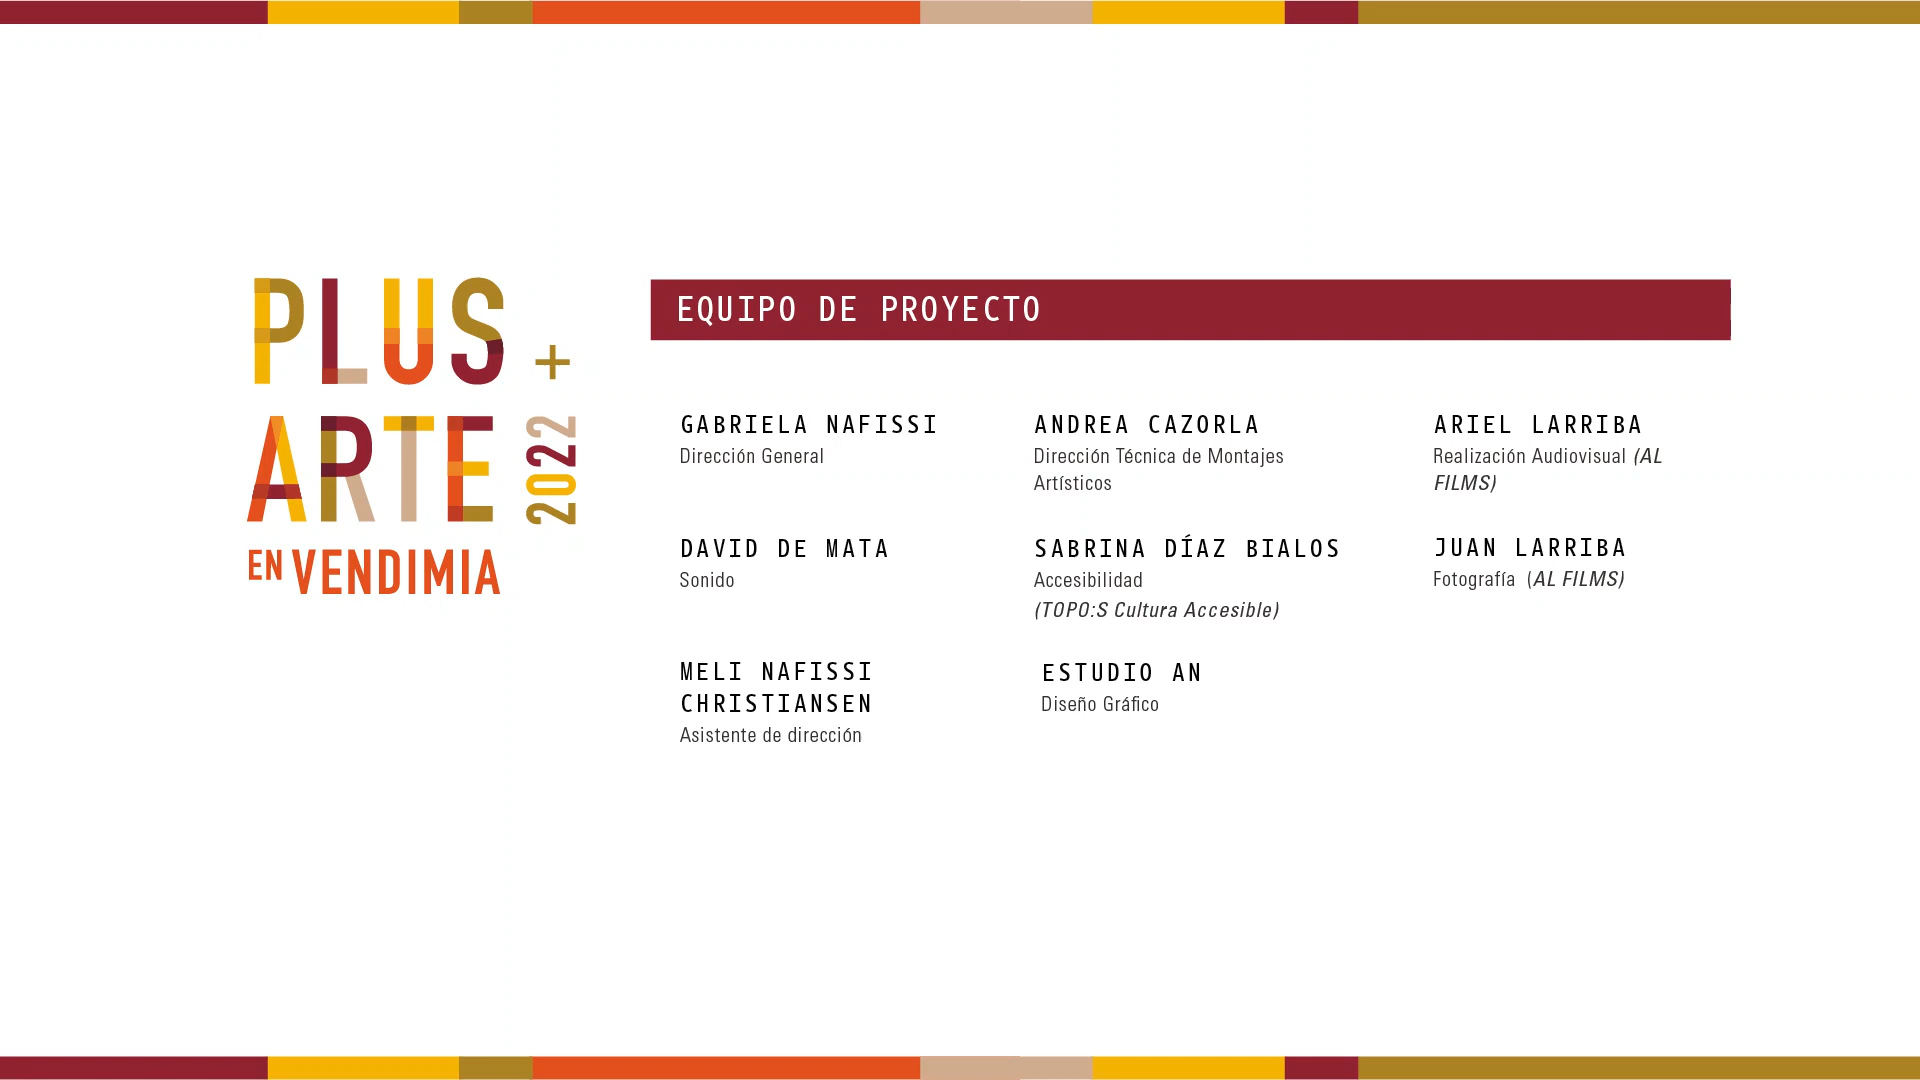 PLUS +
ARTE 2022
EN VENDIMIA
EQUIPO DE PROYECTO
GABRIELA NAFISSI
Dirección General
ANDREA CAZORLA
Dirección Técnica de Montajes
Artísticos
ARIEL LARRIBA
Realización Audiovisual (AL
FILMS)
DAVID DE MATA
Sonido
SABRINA DÍAZ BIALOS
Accesibilidad
(TOPO:S Cultura Accesible)
JUAN LARRIBA
Fotografía (AL FILMS)
MELI NAFISSI
CHRISTIANSEN
Asistente de dirección
ESTUDIO AN
Diseño Gráfico